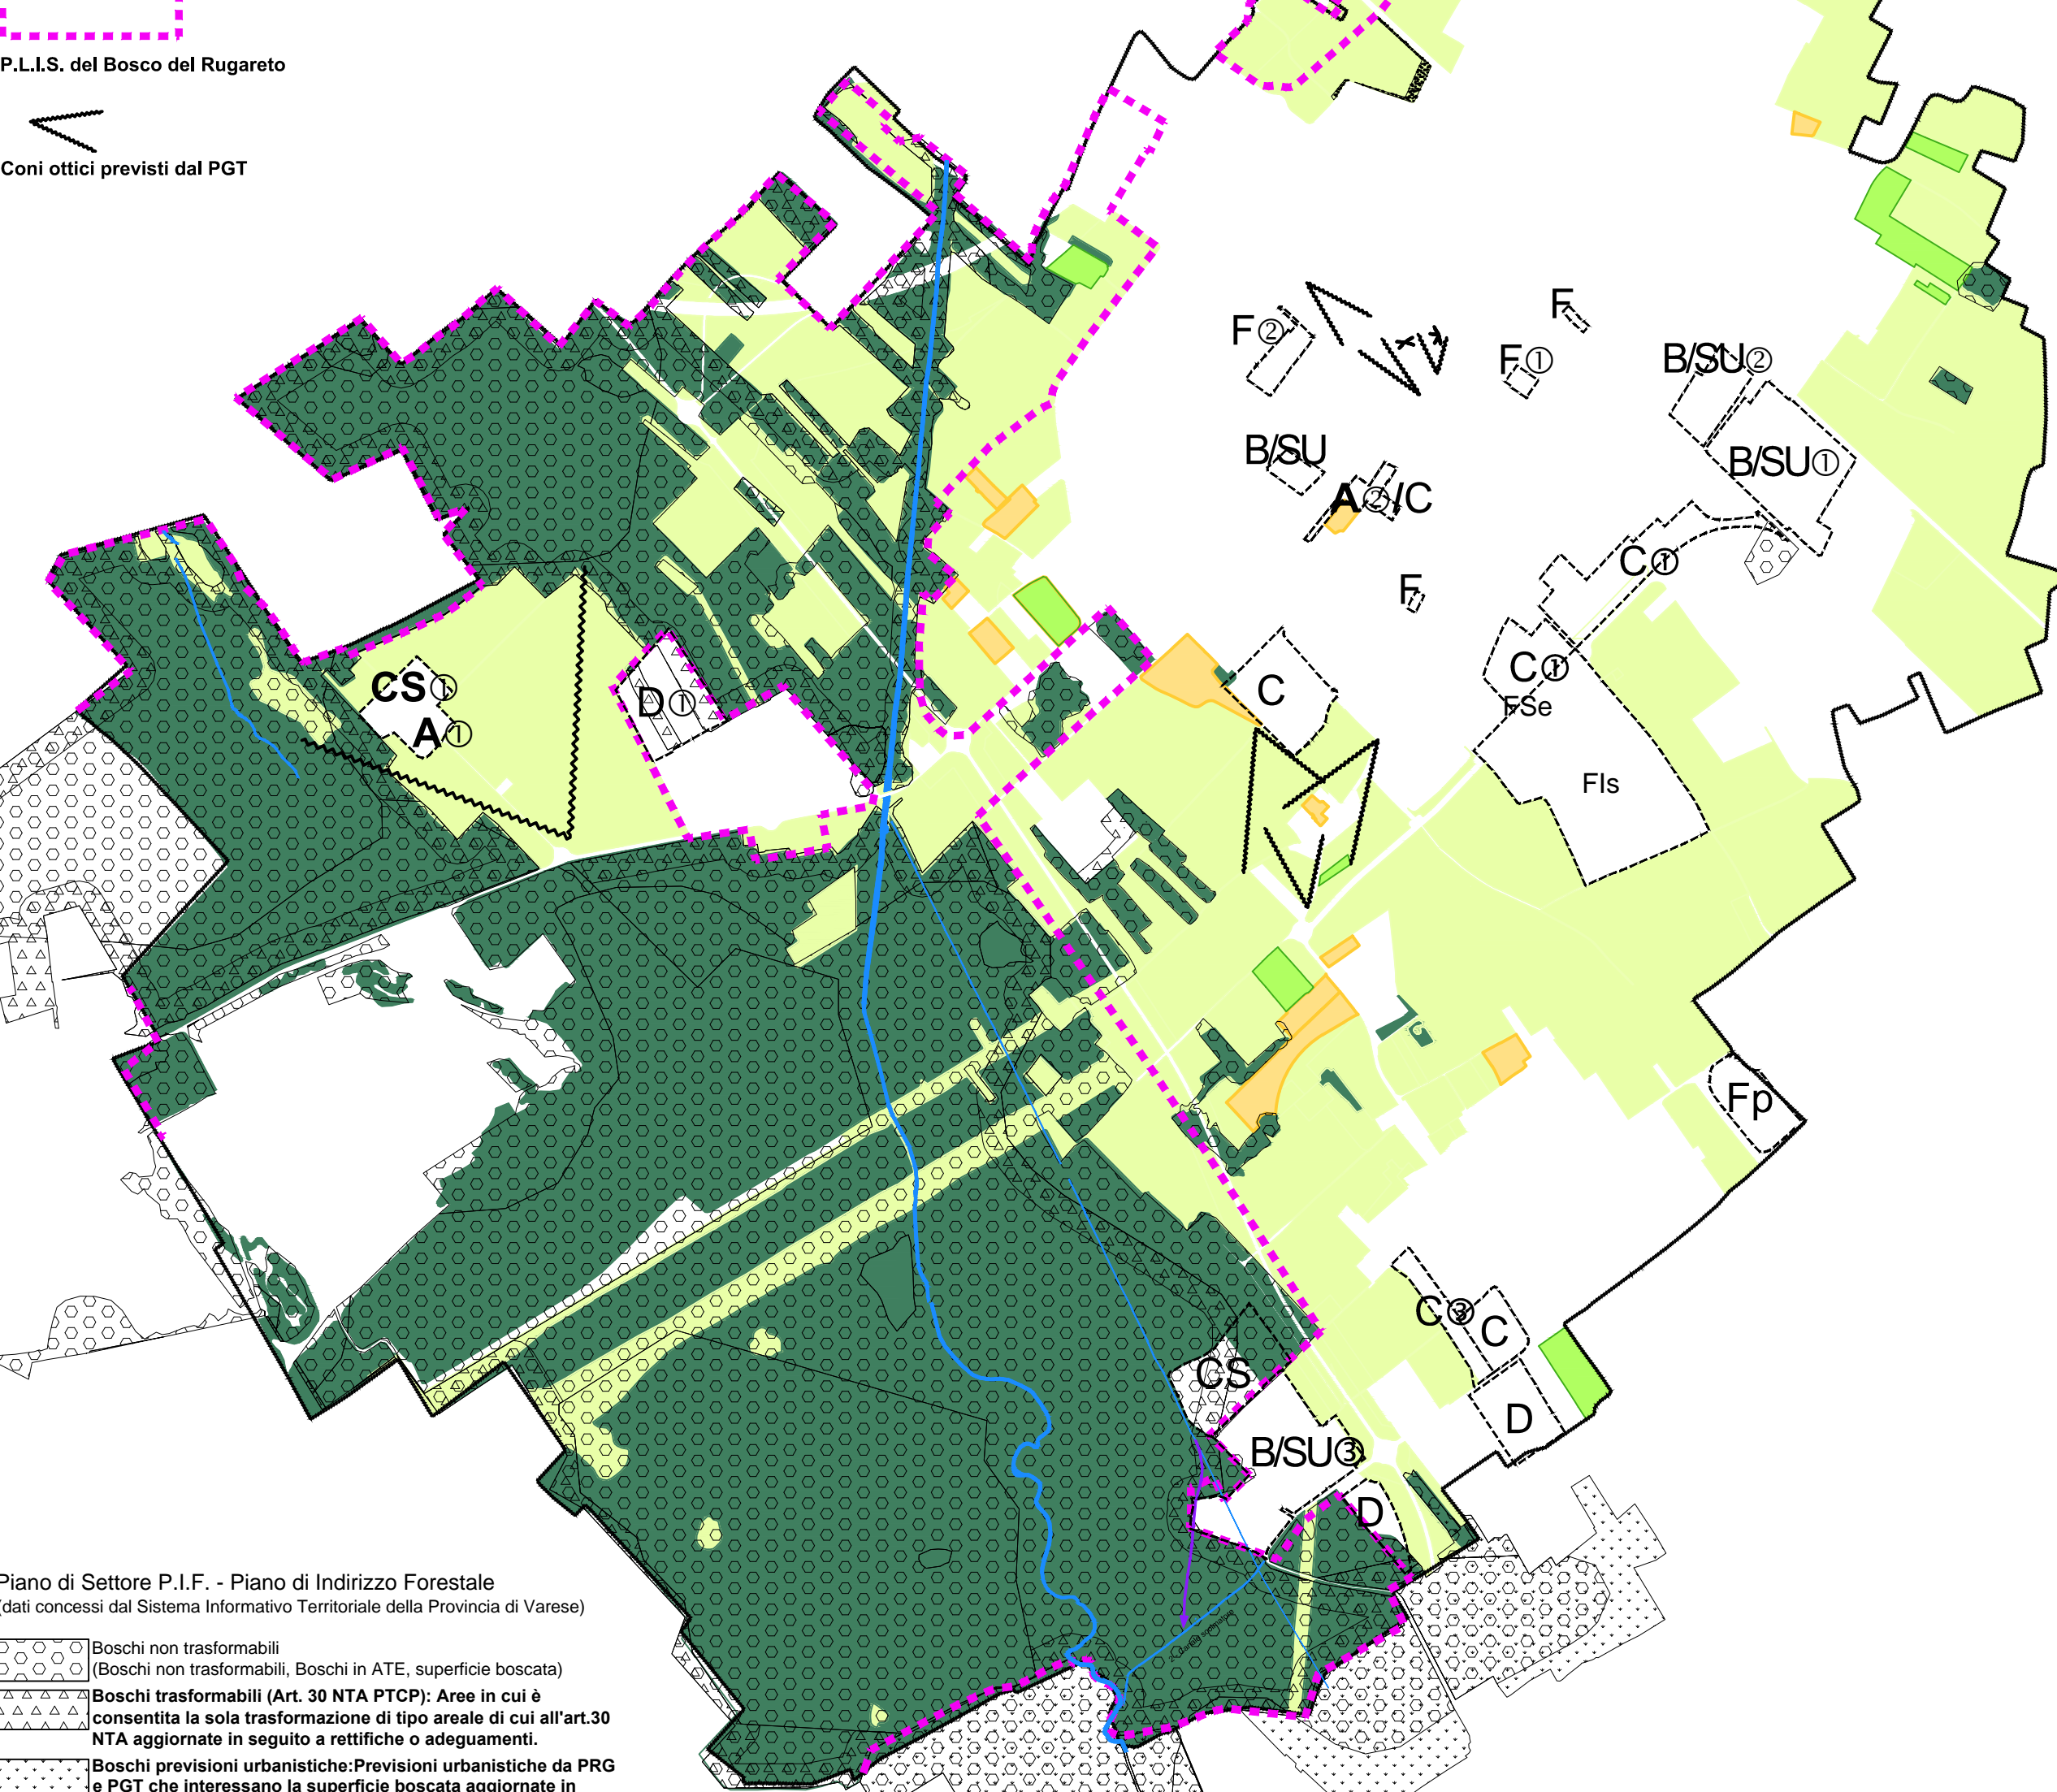 P.L.I.S. del Bosco del Rugareto
Coni ottici previsti dal PGT
F②
F
F①
B/SU②
B/SU①
B/SU
A②/C
C①
F
C
C①
FSe
FIs
CS①
A①
D①
Fp
C③
C
D
CS
B/SU③
D
Piano di Settore P.I.F. - Piano di Indirizzo Forestale
(dati concessi dal Sistema Informativo Territoriale della Provincia di Varese)
Boschi non trasformabili
(Boschi non trasformabili, Boschi in ATE, superficie boscata)
Boschi trasformabili (Art. 30 NTA PTCP): Aree in cui è
consentita la sola trasformazione di tipo areale di cui all'art.30
NTA aggiornate in seguito a rettifiche o adeguamenti.
Boschi previsioni urbanistiche:Previsioni urbanistiche da PRG
e PGT che interessano la superficie boscata aggiornate in